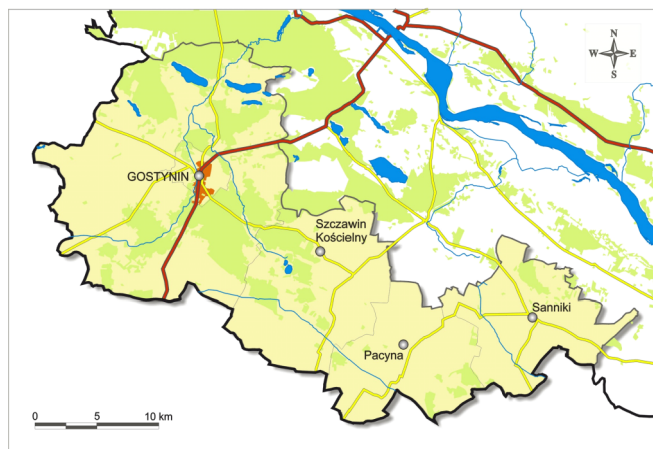 N
W E
S
GOSTYNIN
Szczawin
Kościelny
Sanniki
Pacyna
0 5 10 km